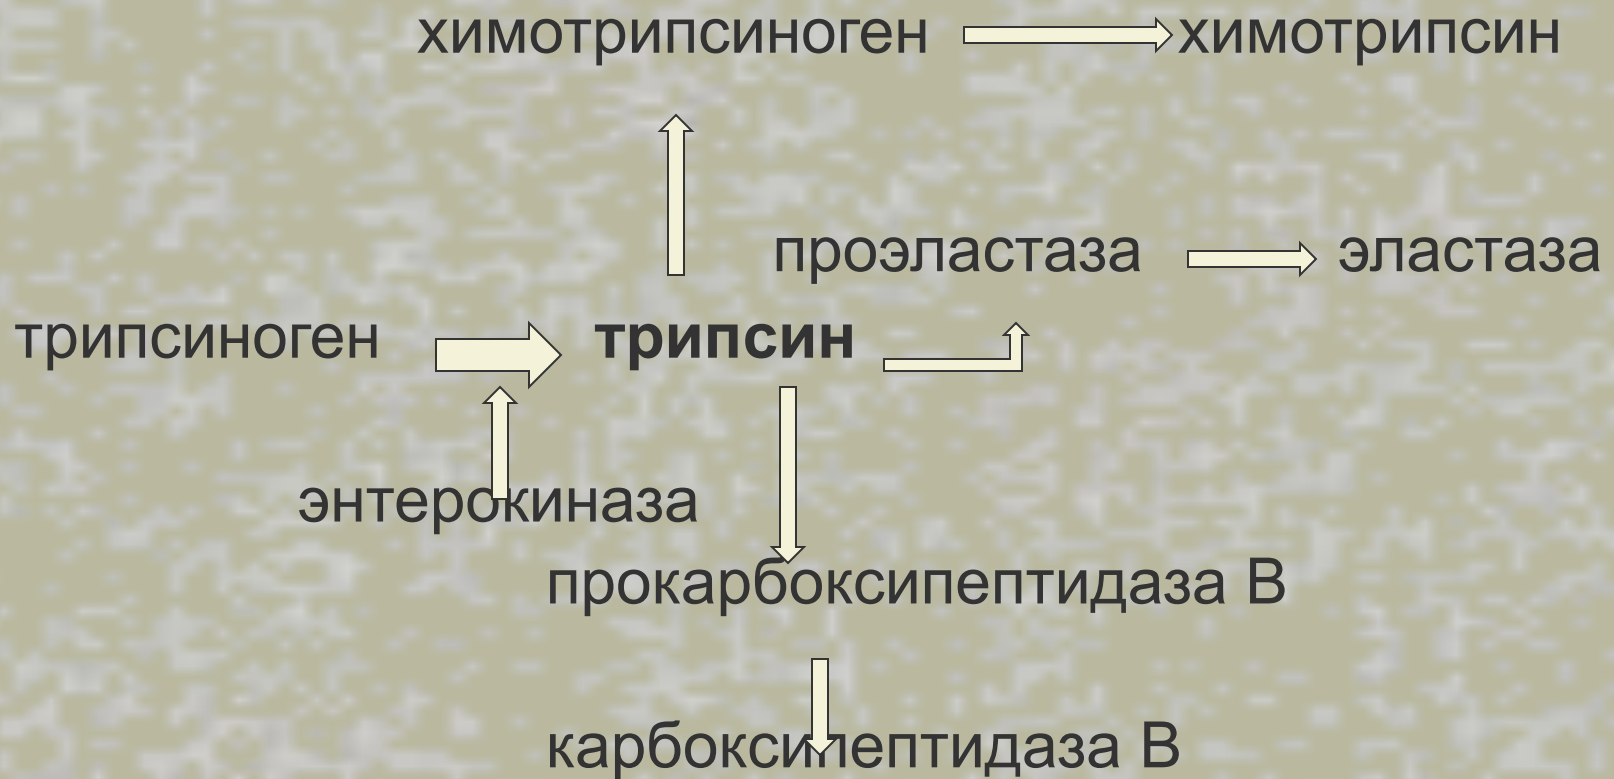 химотрипсиноген химотрипсин
проэластаза эластаза
трипсиноген трипсин
энтерокиназа
прокарбоксипептидаза В
карбоксипептидаза В